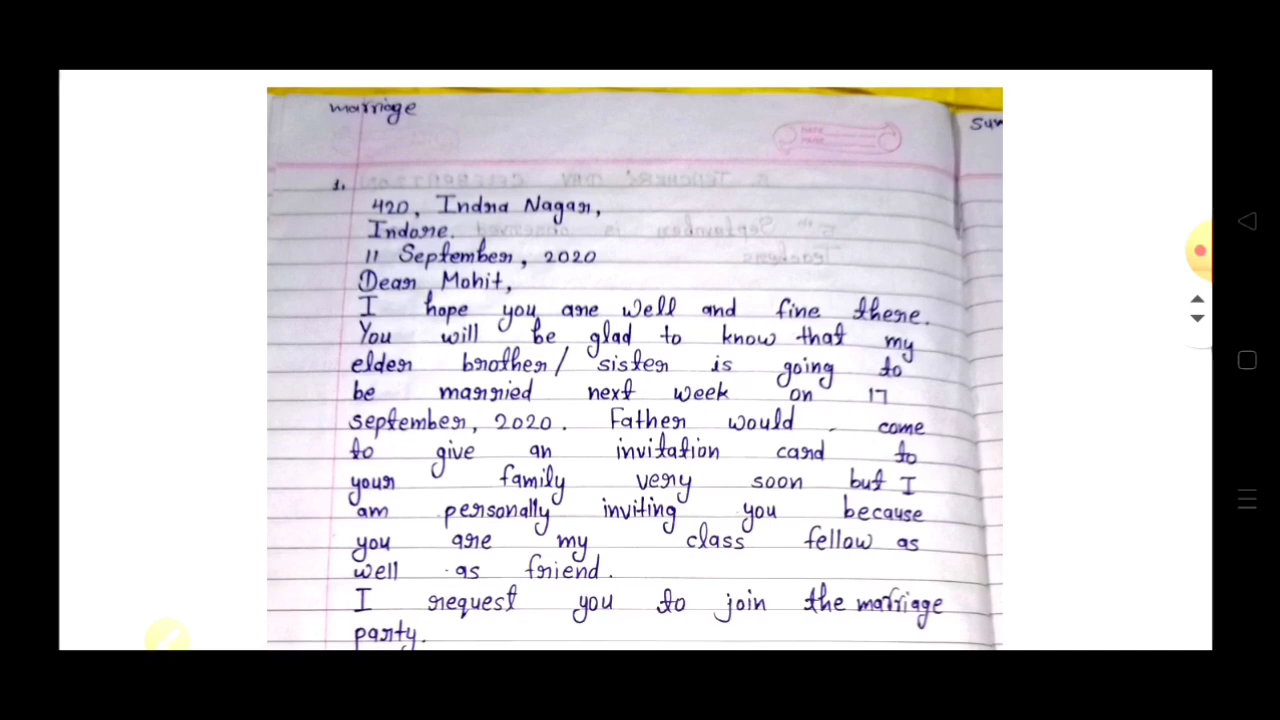 marriage
DATE
PAGE
Sun
1.
420, Indra Nagar,
Indore.
11 September, 2020
Dear Mohit,
I hope you are well and fine there.
You will be glad to know that my
elder brother/ sister is going to
be married next week on 17
september, 2020. Father would come
to give an invitation card to
your family very soon but I
am personally inviting you because
you are my class fellow as
well as friend.
I request you to join the marriage
party.